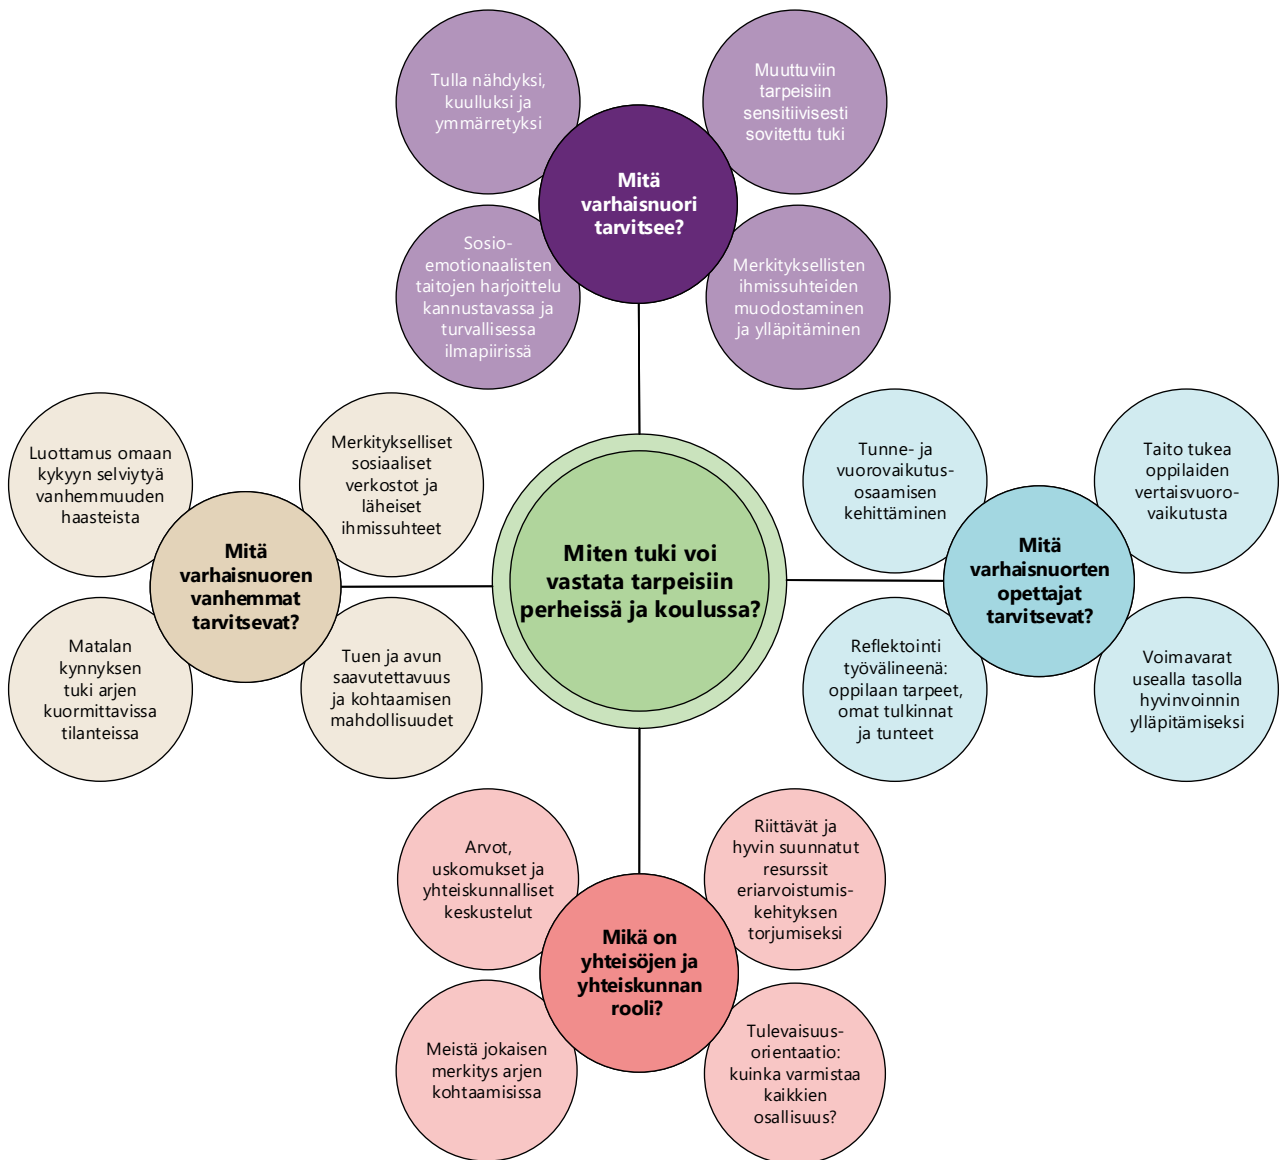 Tulla nähdyksi,
kuulluksi ja
ymmärretyksi
Muuttuviin
tarpeisiin
sensitiivisesti
sovitettu tuki
Mitä
varhaisnuori
tarvitsee?
Sosio-
emotionaalisten
taitojen harjoittelu
kannustavassa ja
turvallisessa
ilmapiirissä
Merkityksellisten
ihmissuhteiden
muodostaminen
ja ylläpitäminen
Luottamus omaan
kykyyn selviytyä
vanhemmuuden
haasteista
Merkitykselliset
sosiaaliset
verkostot ja
läheiset
ihmissuhteet
Mitä
varhaisnuoren
vanhemmat
tarvitsevat?
Matalan
kynnyksen
tuki arjen
kuormittavissa
tilanteissa
Tuen ja avun
saavutettavuus
ja kohtaamisen
mahdollisuudet
Miten tuki voi
vastata tarpeisiin
perheissä ja koulussa?
Tunne- ja
vuorovaikutus-
osaamisen
kehittäminen
Taito tukea
oppilaiden
vertaisvuoro-
vaikutusta
Mitä
varhaisnuorten
opettajat
tarvitsevat?
Reflektointi
työvälineenä:
oppilaan tarpeet,
omat tulkinnat
ja tunteet
Voimavarat
usealla tasolla
hyvinvoinnin
ylläpitämiseksi
Arvot,
uskomukset ja
yhteiskunnalliset
keskustelut
Riittävät ja
hyvin suunnatut
resurssit
eriarvoistumis-
kehityksen
torjumiseksi
Mikä on
yhteisöjen ja
yhteiskunnan
rooli?
Meistä jokaisen
merkitys arjen
kohtaamisissa
Tulevaisuus-
orientaatio:
kuinka varmistaa
kaikkien
osallisuus?